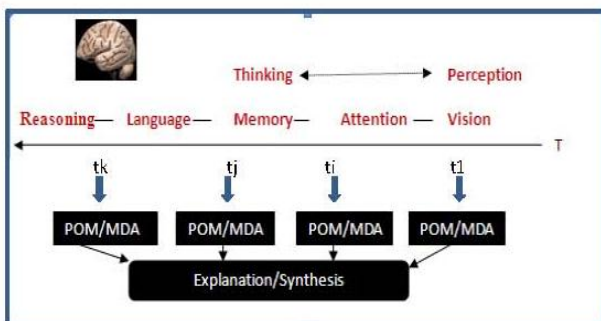 Thinking Perception
Reasoning— Language— Memory— Attention — Vision
T
tk tj ti t1
POM/MDA POM/MDA POM/MDA POM/MDA
Explanation/Synthesis